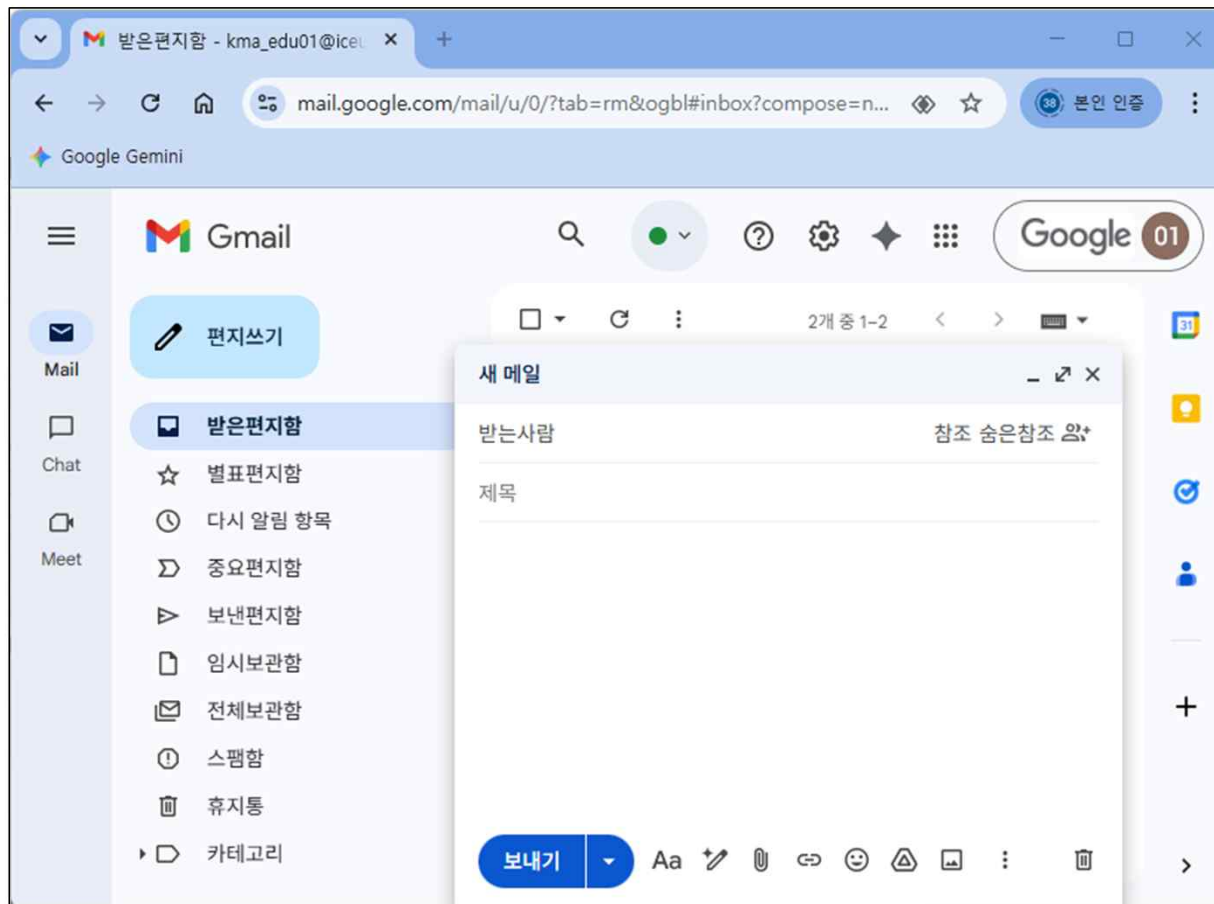 받은편지함 - kma_edu01@ice
mail.google.com/mail/u/0/?tab=rm&ogbl#inbox?compose=n...
38 본인 인증
Google Gemini
Gmail
Google 01
편지쓰기
2개 중 1–2
31
Mail
새 메일
받은편지함
받는사람
참조 숨은참조
Chat
별표편지함
제목
다시 알림 항목
Meet
중요편지함
보낸편지함
임시보관함
전체보관함
스팸함
휴지통
카테고리
보내기
Aa